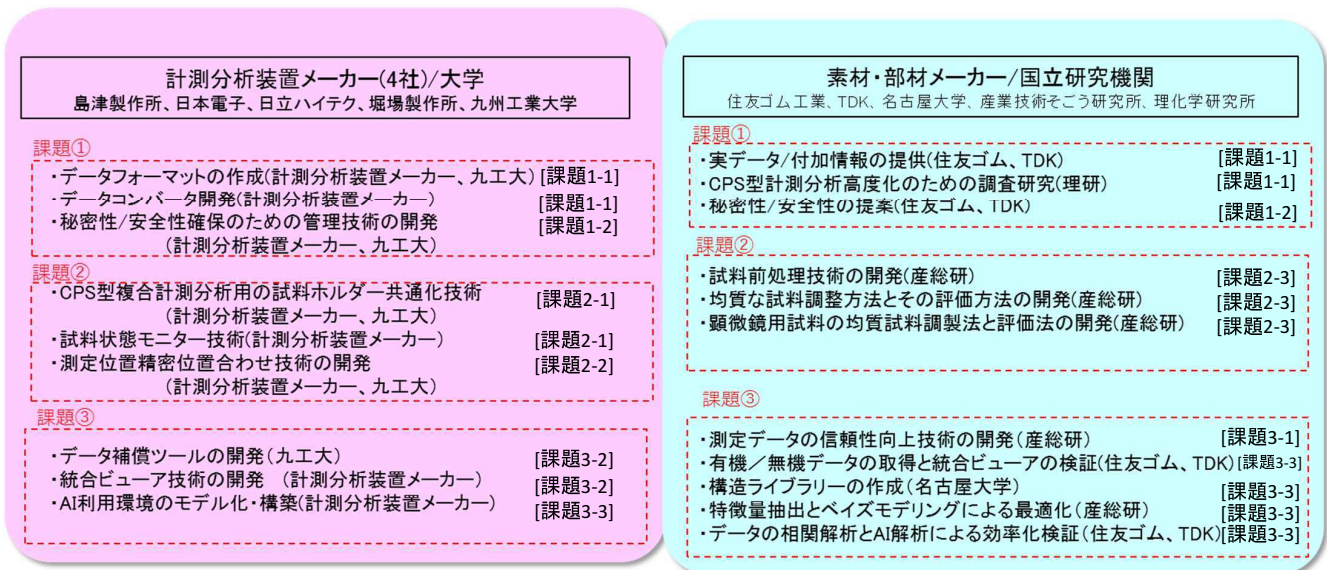 計測分析装置メーカー(4社)/大学
島津製作所、日本電子、日立ハイテク、堀場製作所、九州工業大学
課題①
・データフォーマットの作成(計測分析装置メーカー、九工大) [課題1-1]
・データコンバータ開発(計測分析装置メーカー) [課題1-1]
・秘密性/安全性確保のための管理技術の開発 [課題1-2]
(計測分析装置メーカー、九工大)
課題②
・CPS型複合計測分析用の試料ホルダー共通化技術 [課題2-1]
(計測分析装置メーカー、九工大)
・試料状態モニター技術(計測分析装置メーカー) [課題2-1]
・測定位置精密位置合わせ技術の開発 [課題2-2]
(計測分析装置メーカー、九工大)
課題③
・データ補償ツールの開発(九工大) [課題3-2]
・統合ビューア技術の開発 (計測分析装置メーカー) [課題3-2]
・AI利用環境のモデル化・構築(計測分析装置メーカー) [課題3-3]
素材・部材メーカー/国立研究機関
住友ゴム工業、TDK、名古屋大学、産業技術そごう研究所、理化学研究所
課題①
・実データ/付加情報の提供(住友ゴム、TDK) [課題1-1]
・CPS型計測分析高度化のための調査研究(理研) [課題1-1]
・秘密性/安全性の提案(住友ゴム、TDK) [課題1-2]
課題②
・試料前処理技術の開発(産総研) [課題2-3]
・均質な試料調整方法とその評価方法の開発(産総研) [課題2-3]
・顕微鏡用試料の均質試料調製法と評価法の開発(産総研) [課題2-3]
課題③
・測定データの信頼性向上技術の開発(産総研) [課題3-1]
・有機／無機データの取得と統合ビューアの検証(住友ゴム、TDK) [課題3-3]
・構造ライブラリーの作成(名古屋大学) [課題3-3]
・特徴量抽出とベイズモデリングによる最適化(産総研) [課題3-3]
・データの相関解析とAI解析による効率化検証(住友ゴム、TDK) [課題3-3]